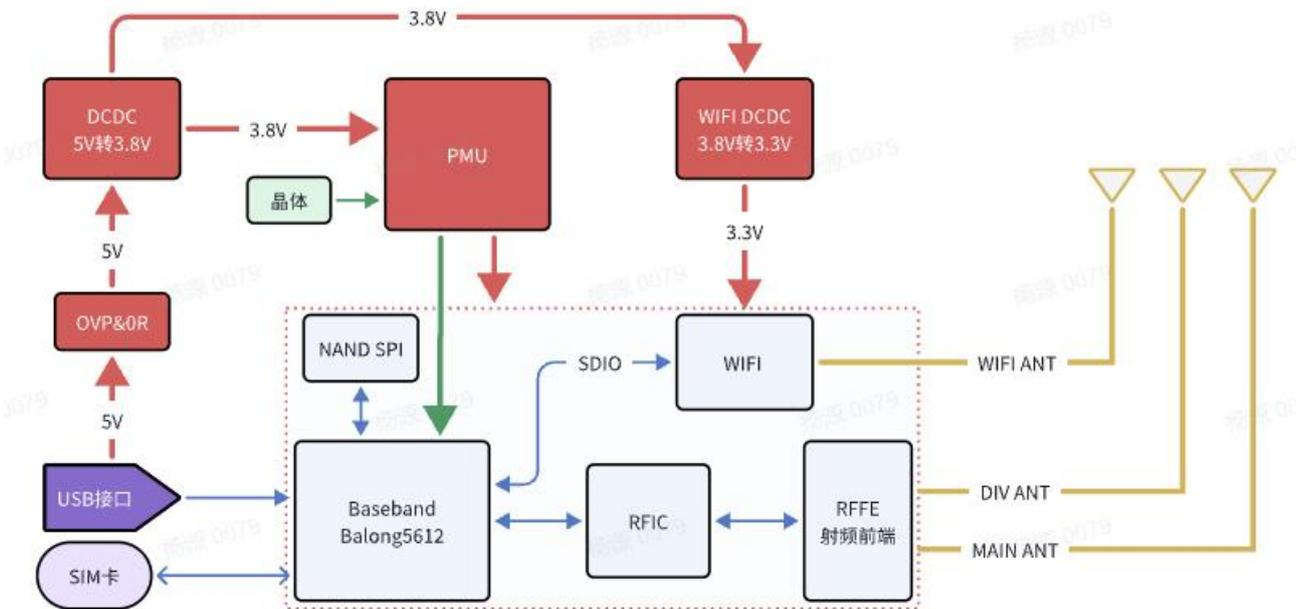 3.8V
DCDC
5V转3.8V
3.8V
PMU
WIFI DCDC
3.8V转3.3V
晶体
5V
3.3V
OVP&0R
NAND SPI
SDIO
WIFI
WIFI ANT
5V
USB接口
Baseband
Balong5612
RFIC
RFFE
射频前端
DIV ANT
MAIN ANT
SIM卡